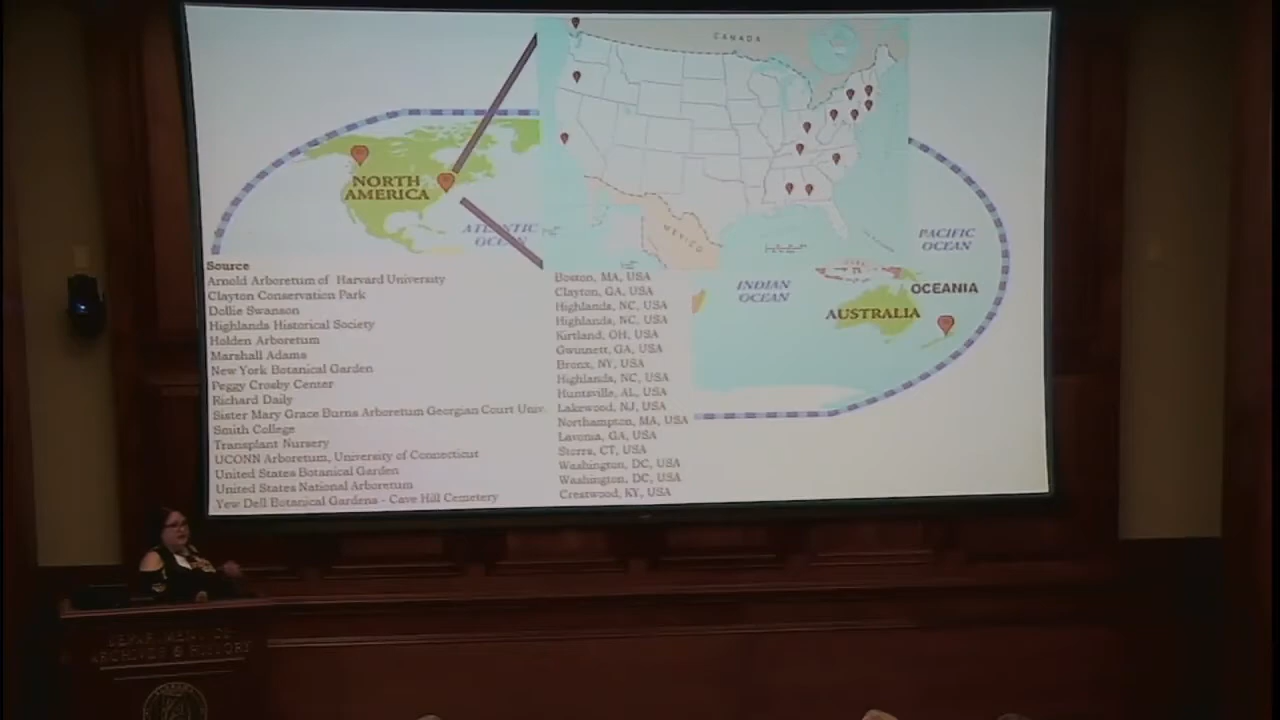 CANADA
NORTH
AMERICA
MEXICO
ATLANTIC
OCEAN
PACIFIC
OCEAN
INDIAN
OCEAN
OCEANIA
AUSTRALIA
Source
Arnold Arboretum of Harvard University Boston, MA, USA
Clayton Conservation Park Clayton, GA, USA
Dollie Swanson Highlands, NC, USA
Highlands Historical Society Highlands, NC, USA
Holden Arboretum Kirtland, OH, USA
Marshall Adams Gwunnett, GA, USA
New York Botanical Garden Bronx, NY, USA
Peggy Crosby Center Highlands, NC, USA
Richard Daily Huntsville, AL, USA
Sister Mary Grace Burns Arboretum Georgian Court Univ. Lakewood, NJ, USA
Smith College Northampton, MA, USA
Transplant Nursery Lavonia, GA, USA
UCONN Arboretum, University of Connecticut Storrs, CT, USA
United States Botanical Garden Washington, DC, USA
United States National Arboretum Washington, DC, USA
Yew Dell Botanical Gardens - Cave Hill Cemetery Crestwood, KY, USA
DEPARTMENT OF
ARCHIVES & HISTORY